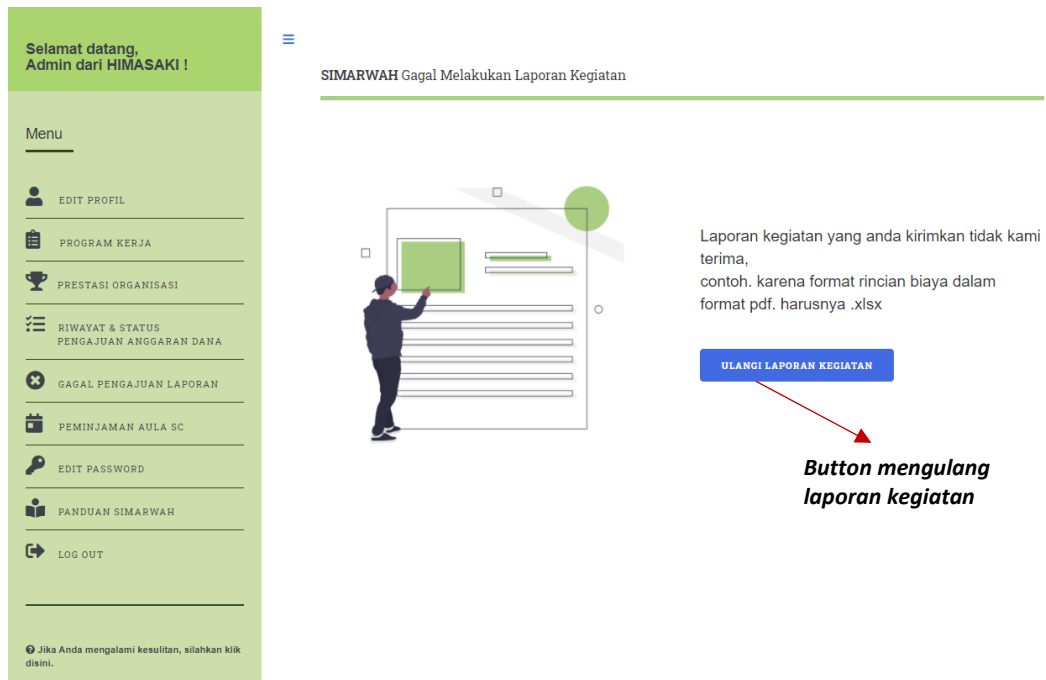 Selamat datang,
Admin dari HIMASAKI !
Menu
EDIT PROFIL
PROGRAM KERJA
PRESTASI ORGANISASI
RIWAYAT & STATUS
PENGAJUAN ANGGARAN DANA
GAGAL PENGAJUAN LAPORAN
PEMINJAMAN AULA SC
EDIT PASSWORD
PANDUAN SIMARWAH
LOG OUT
Jika Anda mengalami kesulitan, silahkan klik
disini.
SIMARWAH Gagal Melakukan Laporan Kegiatan
Laporan kegiatan yang anda kirimkan tidak kami
terima,
contoh. karena format rincian biaya dalam
format pdf. harusnya .xlsx
ULANGI LAPORAN KEGIATAN
Button mengulang
laporan kegiatan